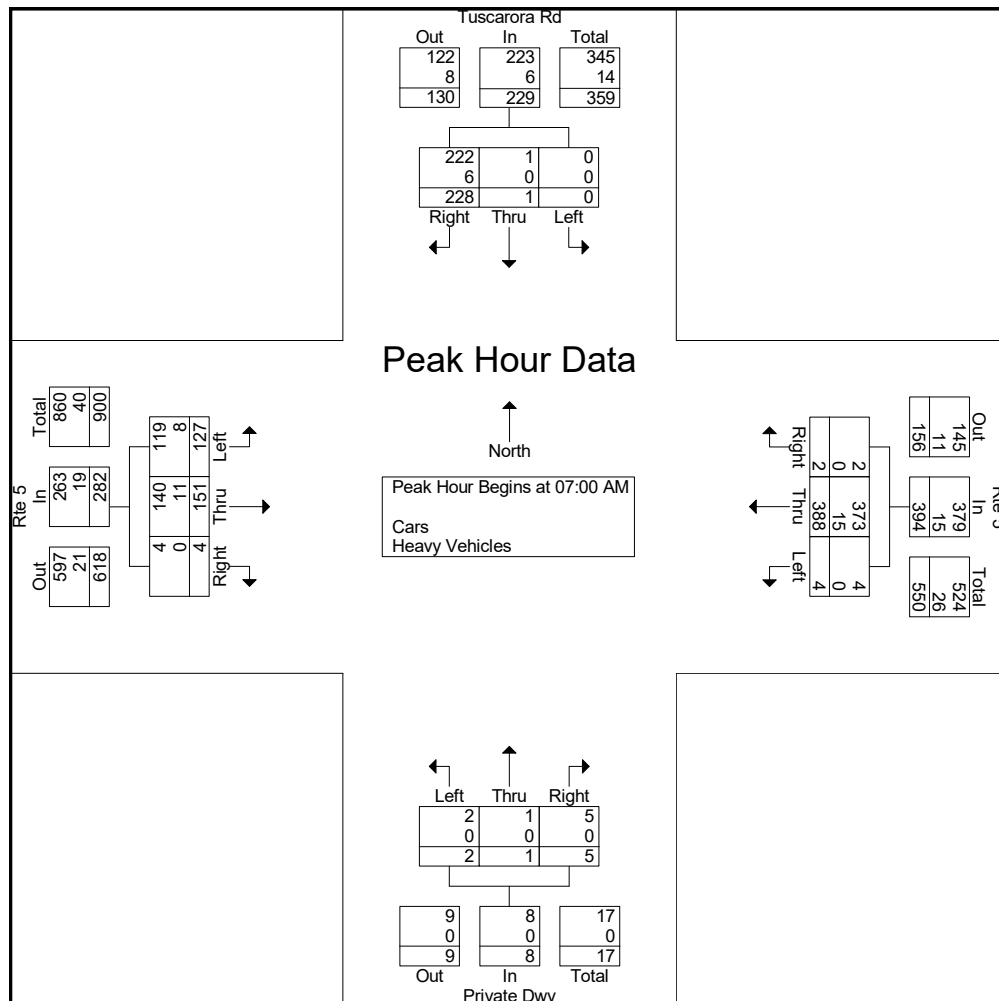 Tuscarora Rd
Out In Total
122 223 345
8 6 14
130 229 359
222 1 0
6 0 0
228 1 0
Right Thru Left
Peak Hour Data
North
Peak Hour Begins at 07:00 AM
Cars
Heavy Vehicles
Rte 5
Total In Out
860 263 597
40 19 21
900 282 618
119 140 4
8 11 0
127 151 4
Left Thru Right
Out In Total
145 379 524
11 15 26
156 394 550
2 373 4
0 15 0
2 388 4
Right Thru Left
Left Thru Right
2 1 5
0 0 0
2 1 5
9 8 17
0 0 0
9 8 17
Out In Total
Private Dwy